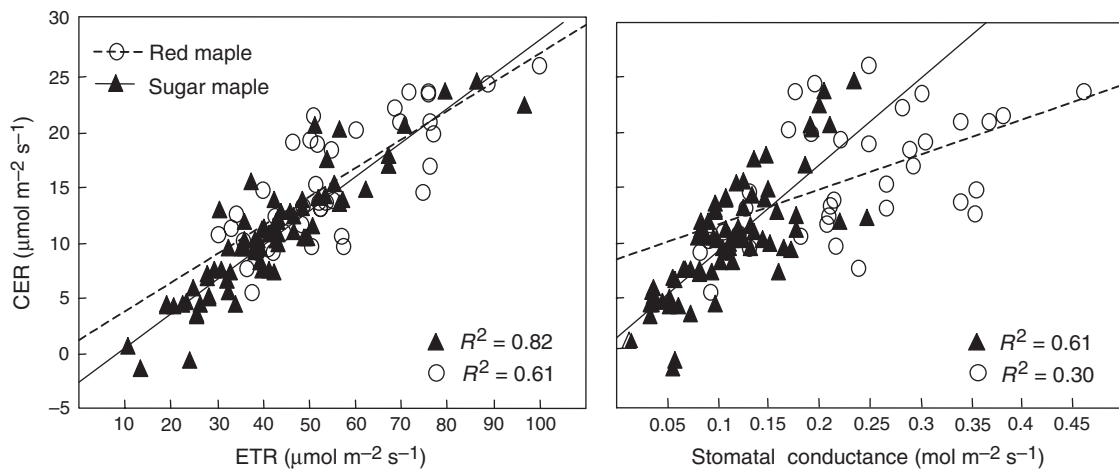 30
25
20
15
10
5
0
−5
CER (μmol m−2 s−1)
Red maple
Sugar maple
R2 = 0.82
R2 = 0.61
10 20 30 40 50 60 70 80 90 100
ETR (μmol m−2 s−1)
R2 = 0.61
R2 = 0.30
0.05 0.1 0.15 0.2 0.25 0.3 0.35 0.4 0.45
Stomatal conductance (mol m−2 s−1)